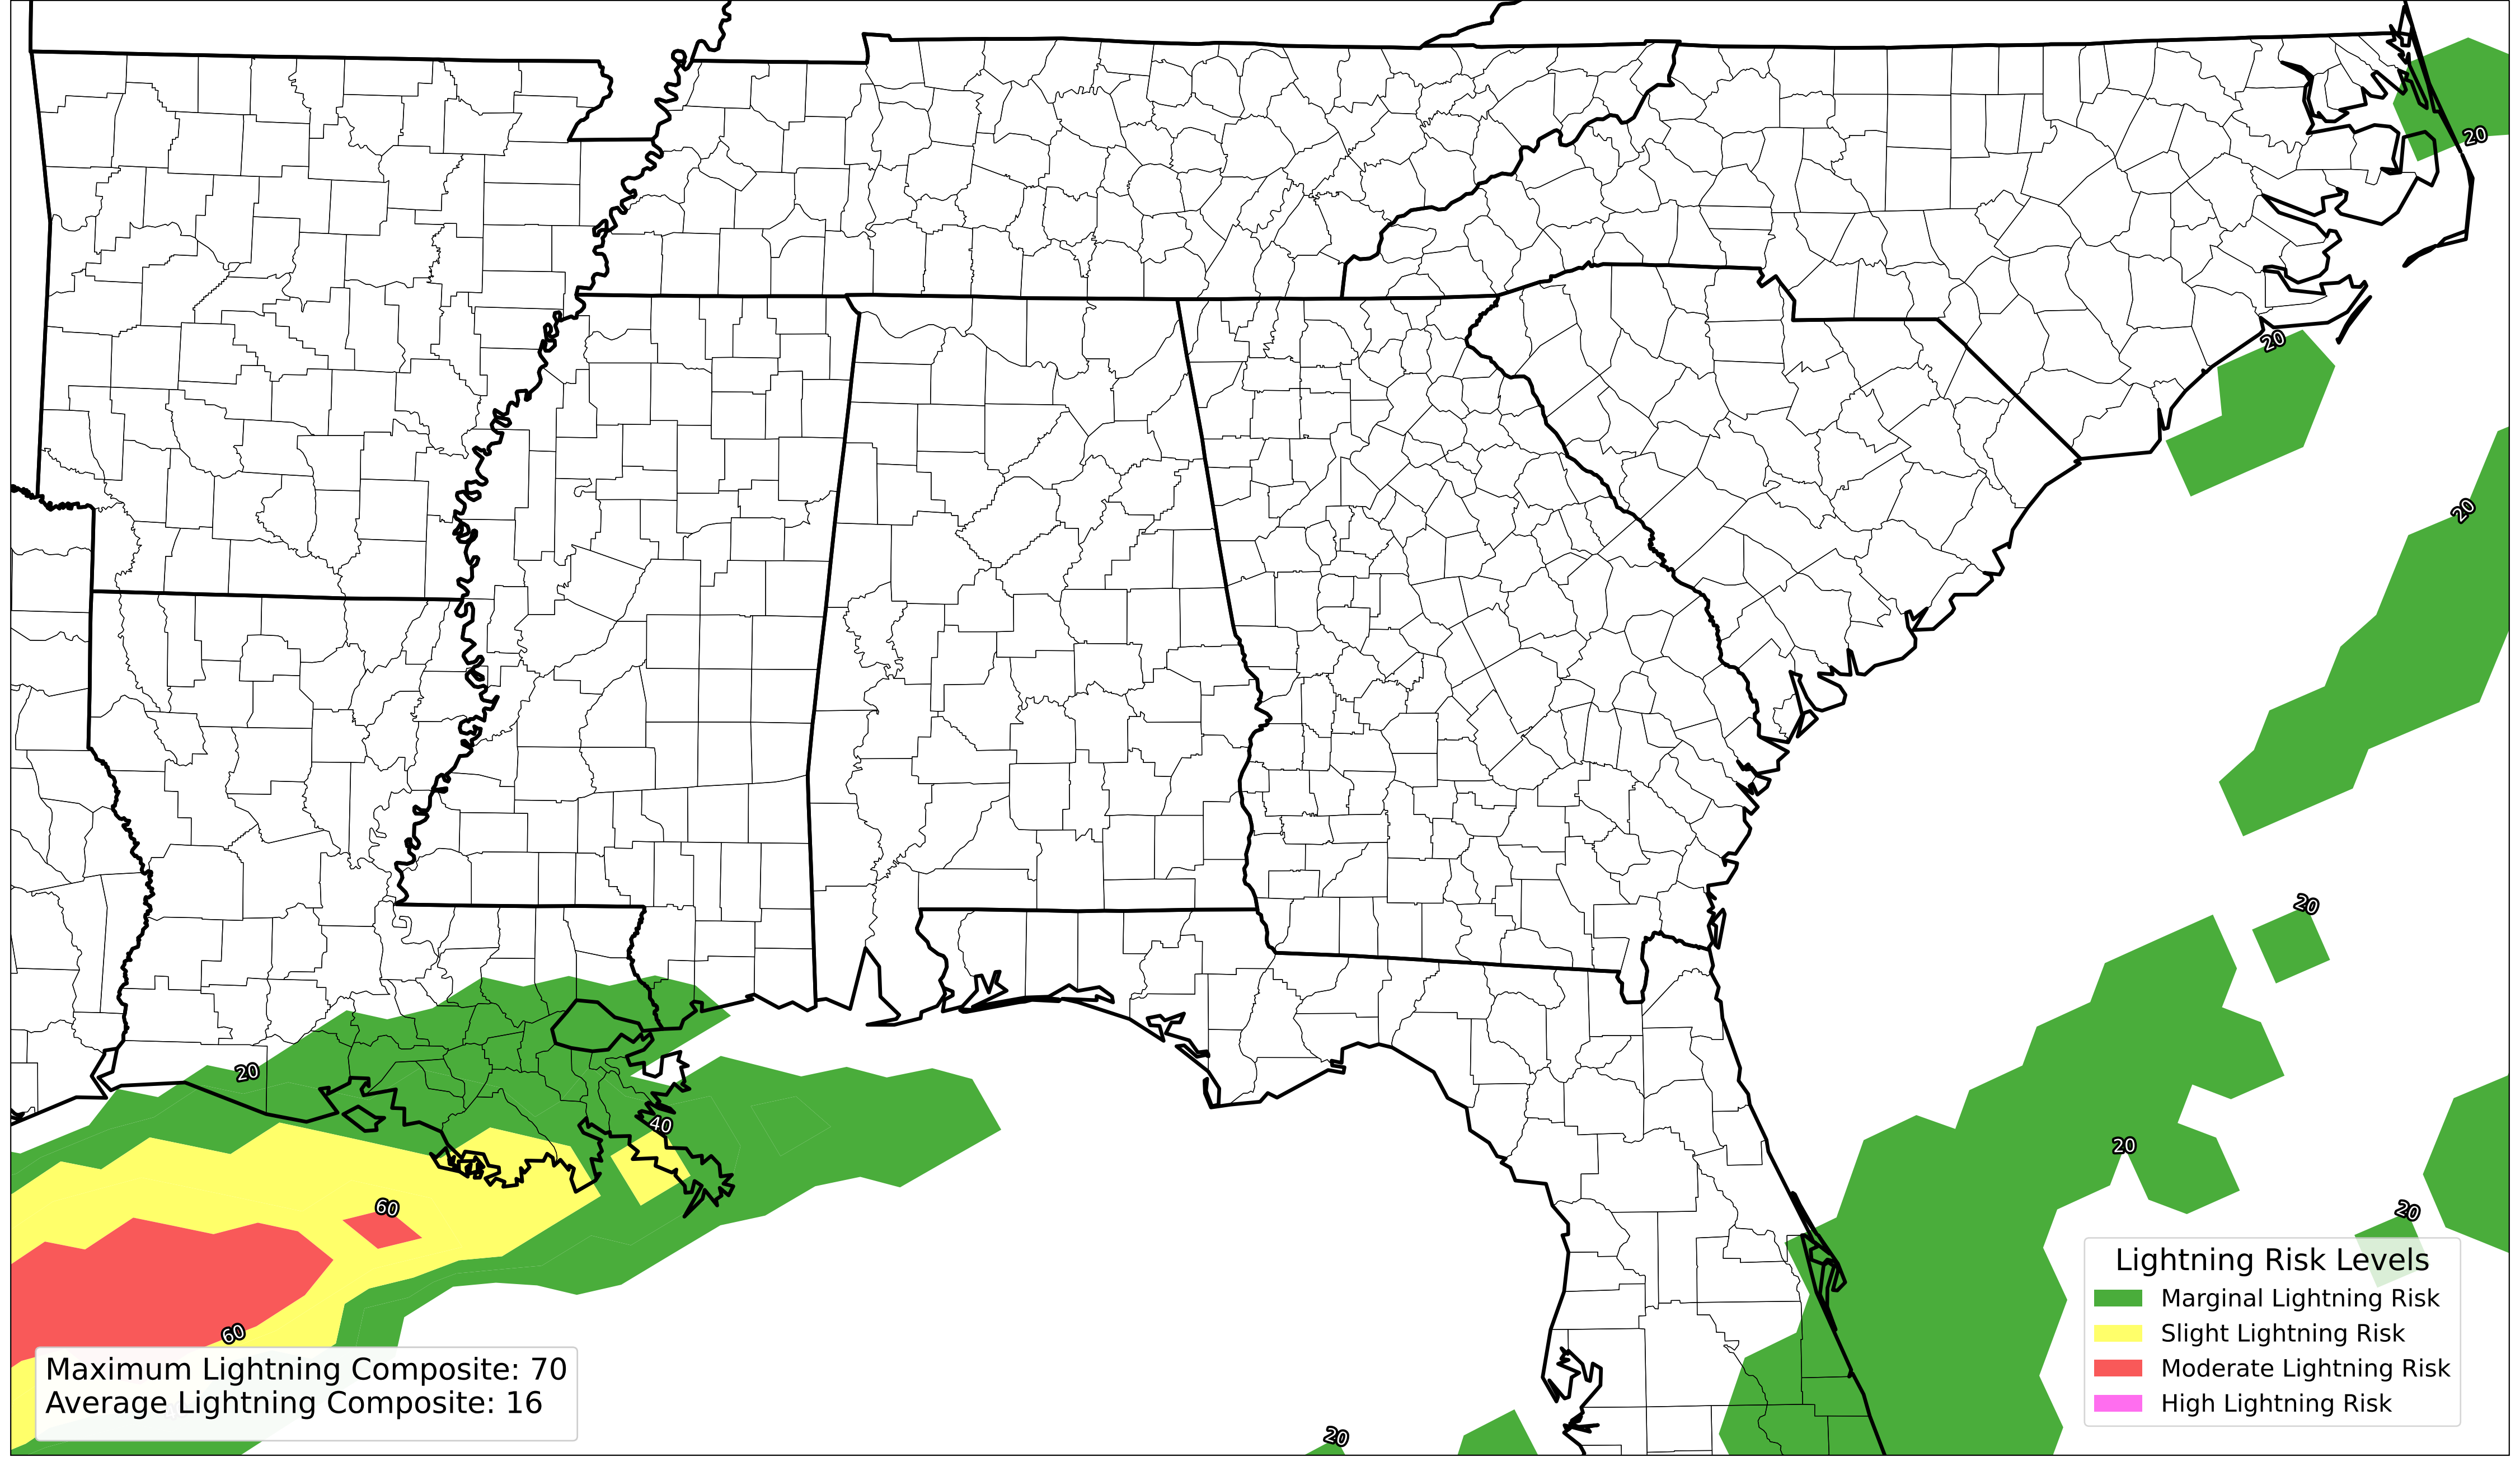 20
20
20
20
20
40
20
60
20
60
20
Lightning Risk Levels
Marginal Lightning Risk
Slight Lightning Risk
Moderate Lightning Risk
High Lightning Risk
Maximum Lightning Composite: 70
Average Lightning Composite: 16